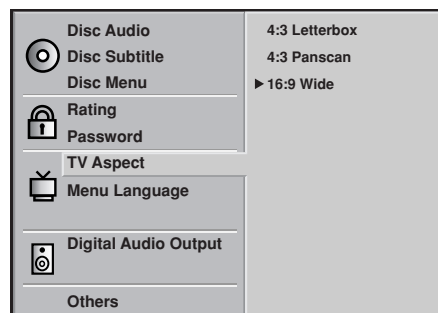 Disc Audio
Disc Subtitle
Disc Menu
Rating
Password
TV Aspect
Menu Language
Digital Audio Output
Others
4:3 Letterbox
4:3 Panscan
16:9 Wide